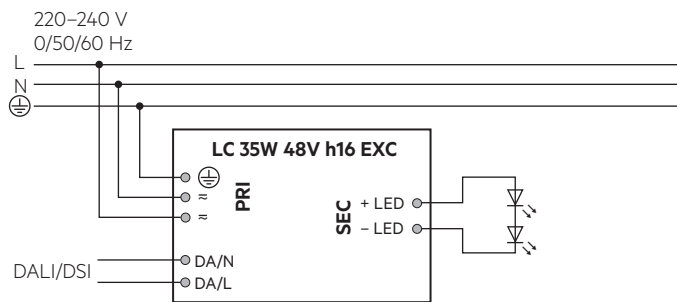 220–240 V
0/50/60 Hz
L
N
LC 35W 48V h16 EXC
PRI
≂
≂
SEC
+ LED
– LED
DALI/DSI
DA/N
DA/L